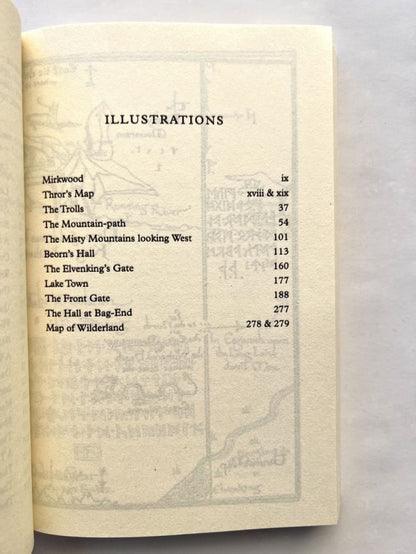 ILLUSTRATIONS
Mirkwood ix
Thror's Map xviii & xix
The Trolls 37
The Mountain-path 54
The Misty Mountains looking West 101
Beorn's Hall 113
The Elvenking's Gate 160
Lake Town 177
The Front Gate 188
The Hall at Bag-End 277
Map of Wilderland 278 & 279